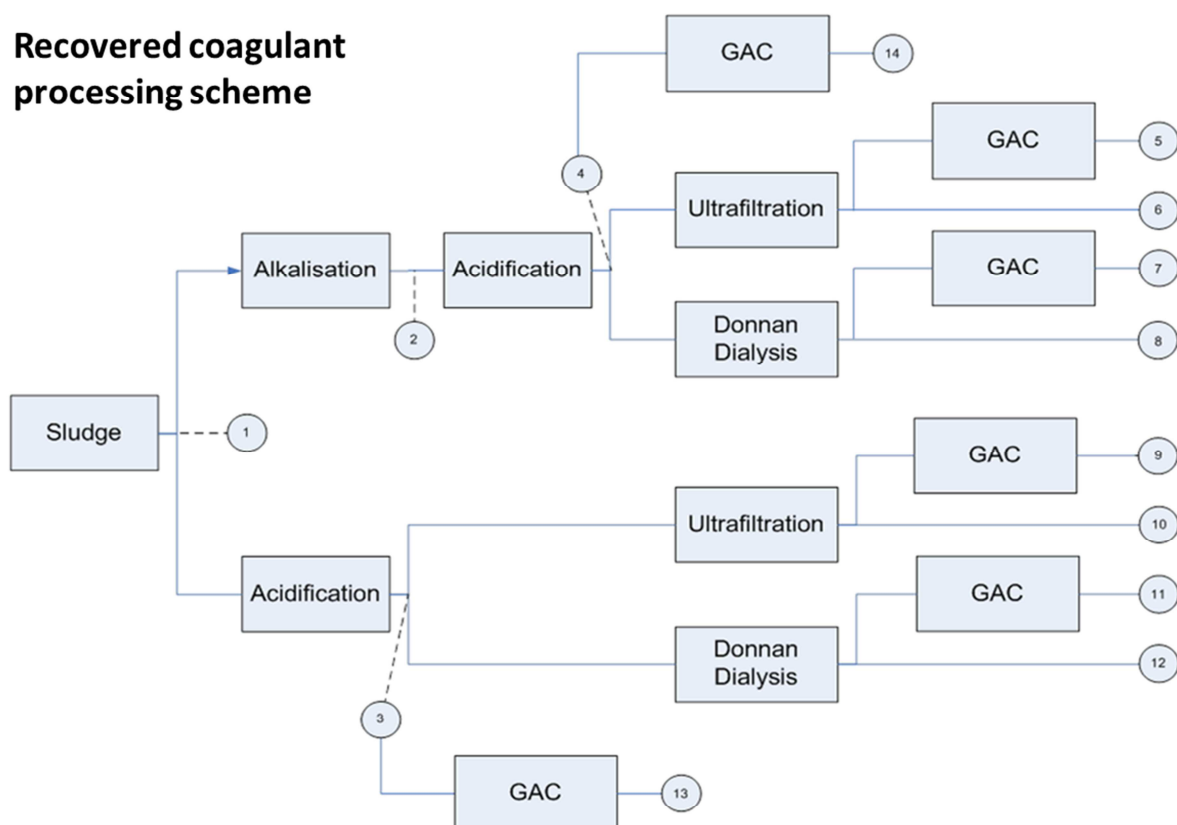 Recovered coagulant
processing scheme
GAC
14
GAC
5
4
Ultrafiltration
6
Alkalisation
Acidification
GAC
7
2
Donnan
Dialysis
8
Sludge
1
GAC
9
Ultrafiltration
10
Acidification
GAC
11
Donnan
Dialysis
12
3
GAC
13